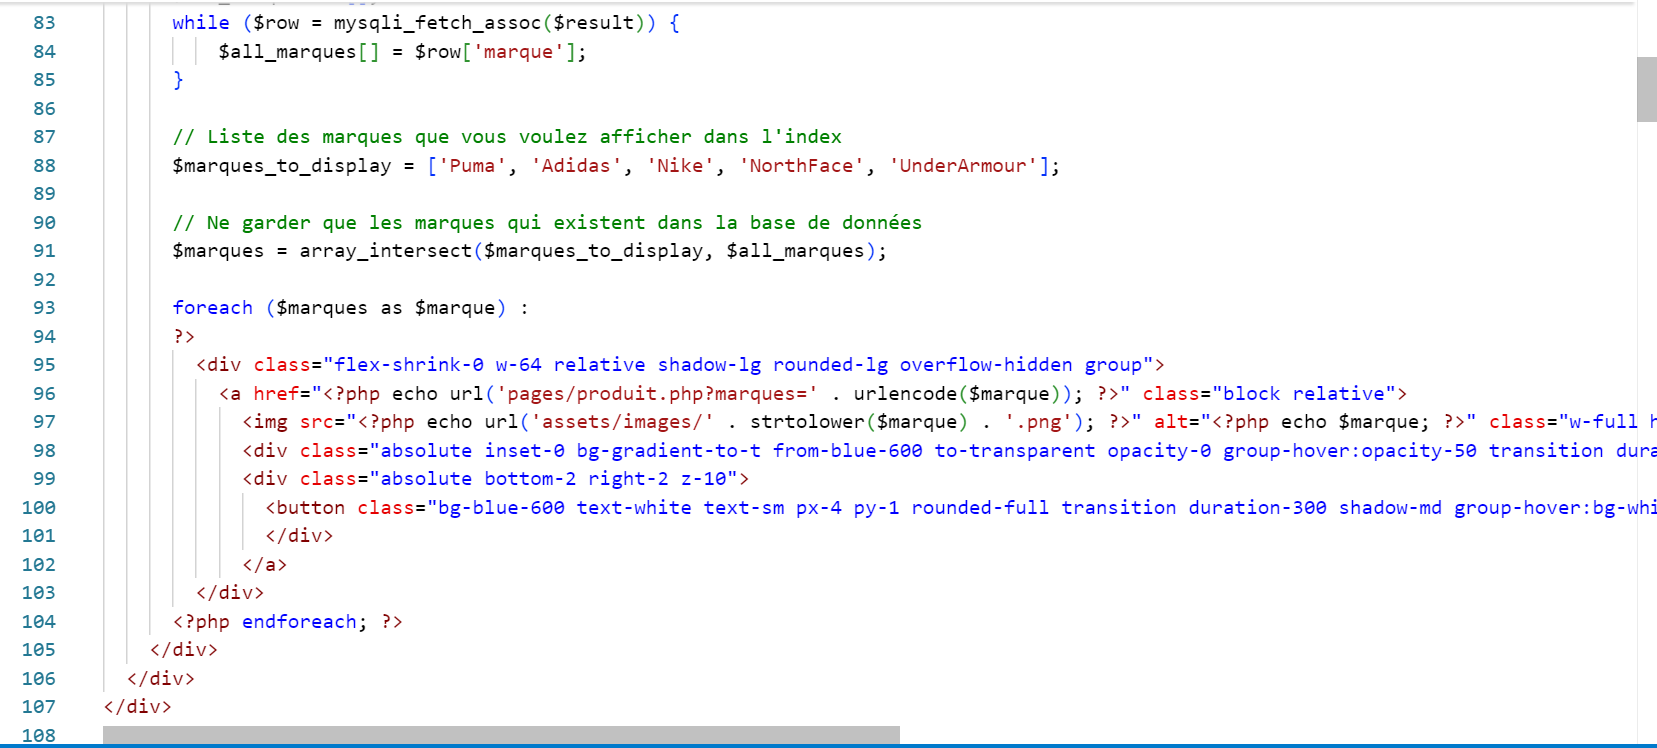 83 while ($row = mysqli_fetch_assoc($result)) {
84 $all_marques[] = $row['marque'];
85 }
86
87 // Liste des marques que vous voulez afficher dans l'index
88 $marques_to_display = ['Puma', 'Adidas', 'Nike', 'NorthFace', 'UnderArmour'];
89
90 // Ne garder que les marques qui existent dans la base de données
91 $marques = array_intersect($marques_to_display, $all_marques);
92
93 foreach ($marques as $marque) :
94 ?>
95 <div class="flex-shrink-0 w-64 relative shadow-lg rounded-lg overflow-hidden group">
96 <a href="<?php echo url('pages/produit.php?marques=' . urlencode($marque)); ?>" class="block relative">
97 <img src="<?php echo url('assets/images/' . strtolower($marque) . '.png'); ?>" alt="<?php echo $marque; ?>" class="w-full
98 <div class="absolute inset-0 bg-gradient-to-t from-blue-600 to-transparent opacity-0 group-hover:opacity-50 transition dura
99 <div class="absolute bottom-2 right-2 z-10">
100 <button class="bg-blue-600 text-white text-sm px-4 py-1 rounded-full transition duration-300 shadow-md group-hover:bg-whi
101 </div>
102 </a>
103 </div>
104 <?php endforeach; ?>
105 </div>
106 </div>
107 </div>
108